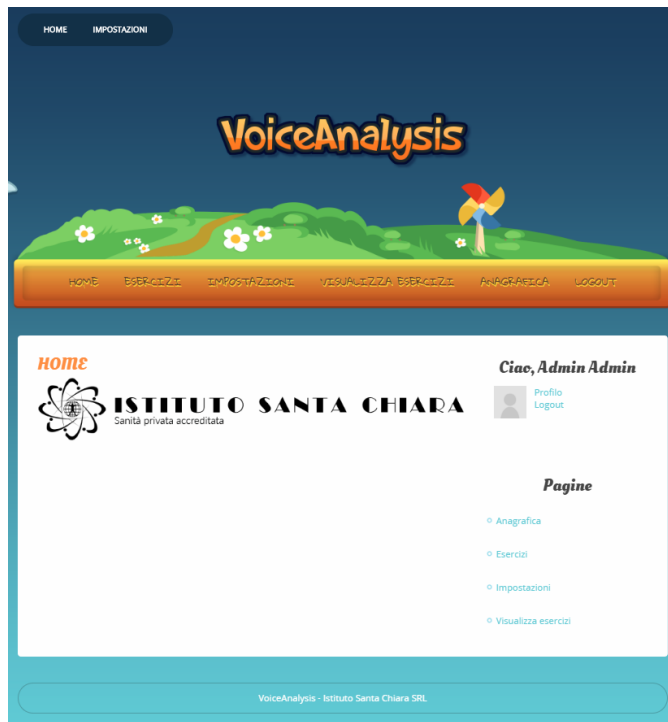 HOME IMPOSTAZIONI
VoiceAnalysis
HOME ESERCIZI IMPOSTAZIONI VISUALIZZA ESERCIZI ANAGRAFICA LOGOUT
HOME
ISTITUTO SANTA CHIARA
Sanità privata accreditata
Ciao, Admin Admin
Profilo
Logout
Pagine
Anagrafica
Esercizi
Impostazioni
Visualizza esercizi
VoiceAnalysis - Istituto Santa Chiara SRL